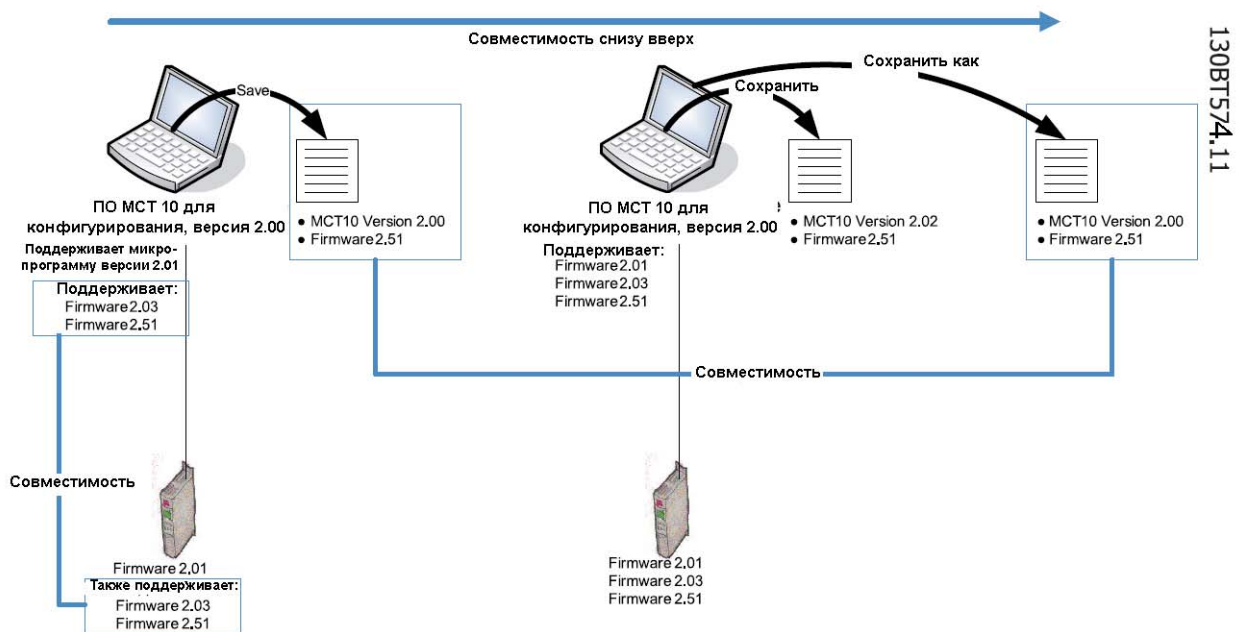 Совместимость снизу вверх
130BT574.11
Save
ПО МСТ 10 для
конфигурирования, версия 2.00
Поддерживает микро-
программу версии 2.01
Поддерживает:
Firmware 2.03
Firmware 2.51
• MCT10 Version 2.00
• Firmware 2.51
Сохранить как
Сохранить
ПО МСТ 10 для
конфигурирования, версия 2.00
Поддерживает:
Firmware 2.01
Firmware 2.03
Firmware 2.51
• MCT10 Version 2.02
• Firmware 2.51
• MCT10 Version 2.00
• Firmware 2.51
Совместимость
Совместимость
Firmware 2.01
Также поддерживает:
Firmware 2.03
Firmware 2.51
Firmware 2.01
Firmware 2.03
Firmware 2.51